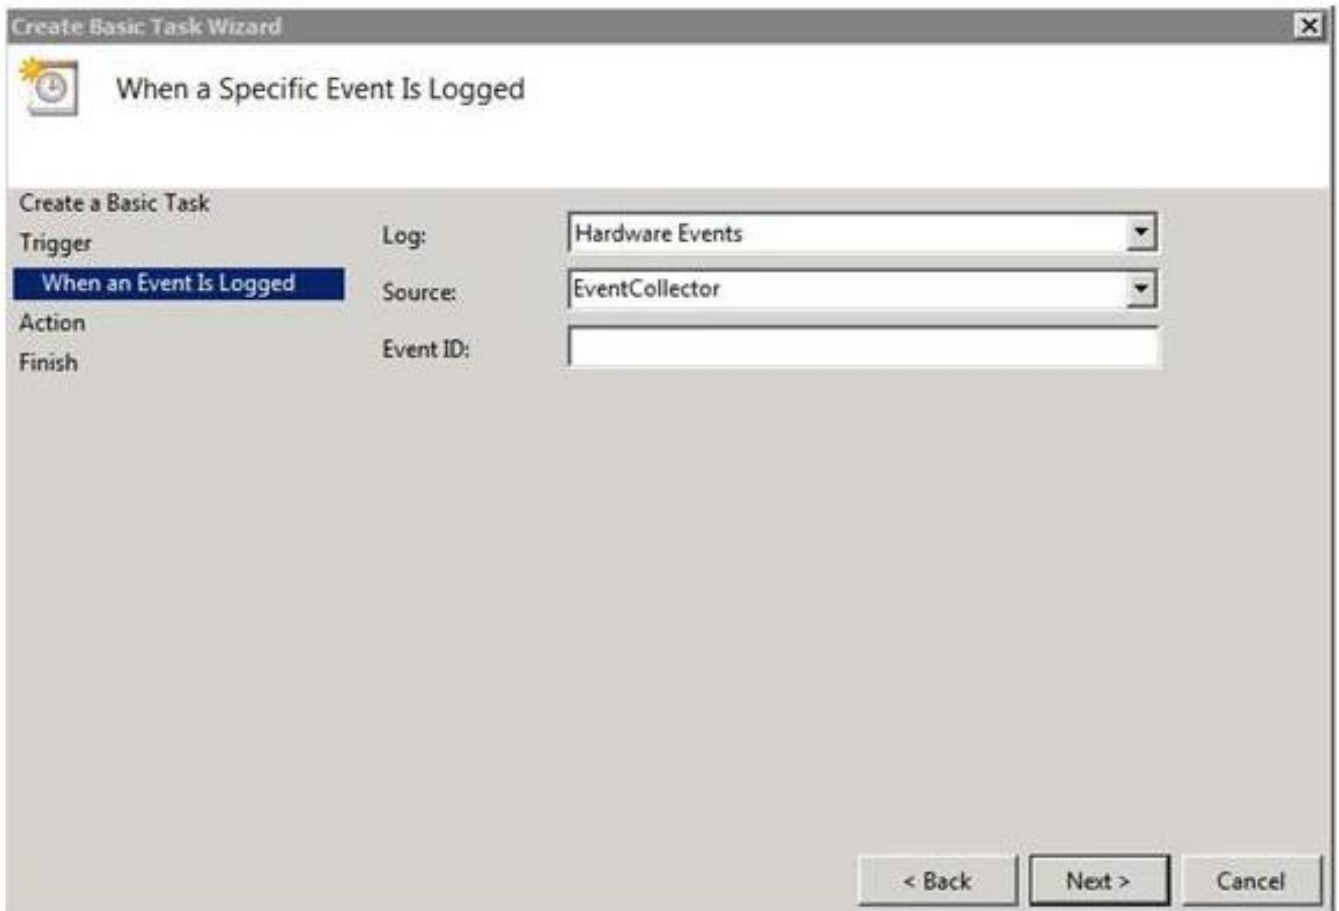 Create Basic Task Wizard
When a Specific Event Is Logged
Create a Basic Task
Trigger
When an Event Is Logged
Action
Finish
Log: Hardware Events
Source: EventCollector
Event ID:
< Back Next > Cancel